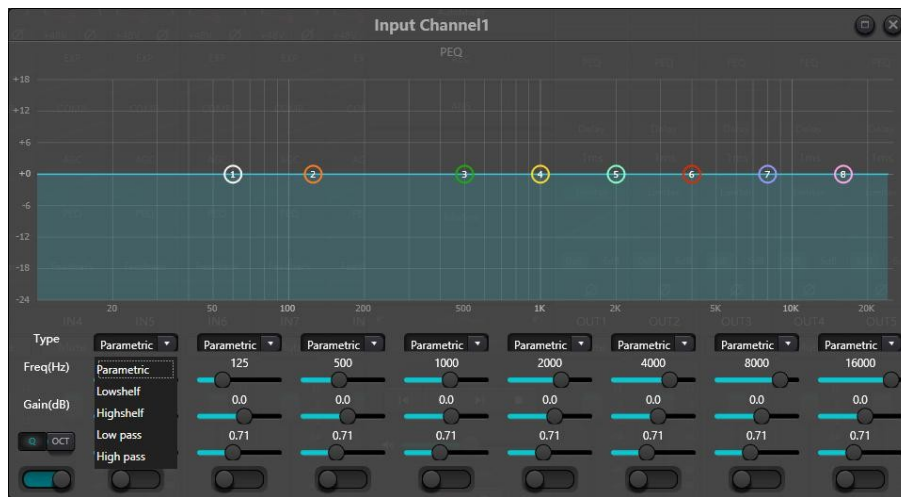 Input Channel1
PEQ
+18
+12
+6
+0
1 2 3 4 5 6 7 8
-6
-12
-18
-24
20 50 100 200 500 1K 2K 5K 10K 20K
Type Parametric Parametric Parametric Parametric Parametric Parametric Parametric Parametric
Freq(Hz) 125 500 1000 2000 4000 8000 16000
Gain(dB) 0.0 0.0 0.0 0.0 0.0 0.0 0.0
Q OCT 0.71 0.71 0.71 0.71 0.71 0.71 0.71
Parametric
Lowshelf
Highshelf
Low pass
High pass